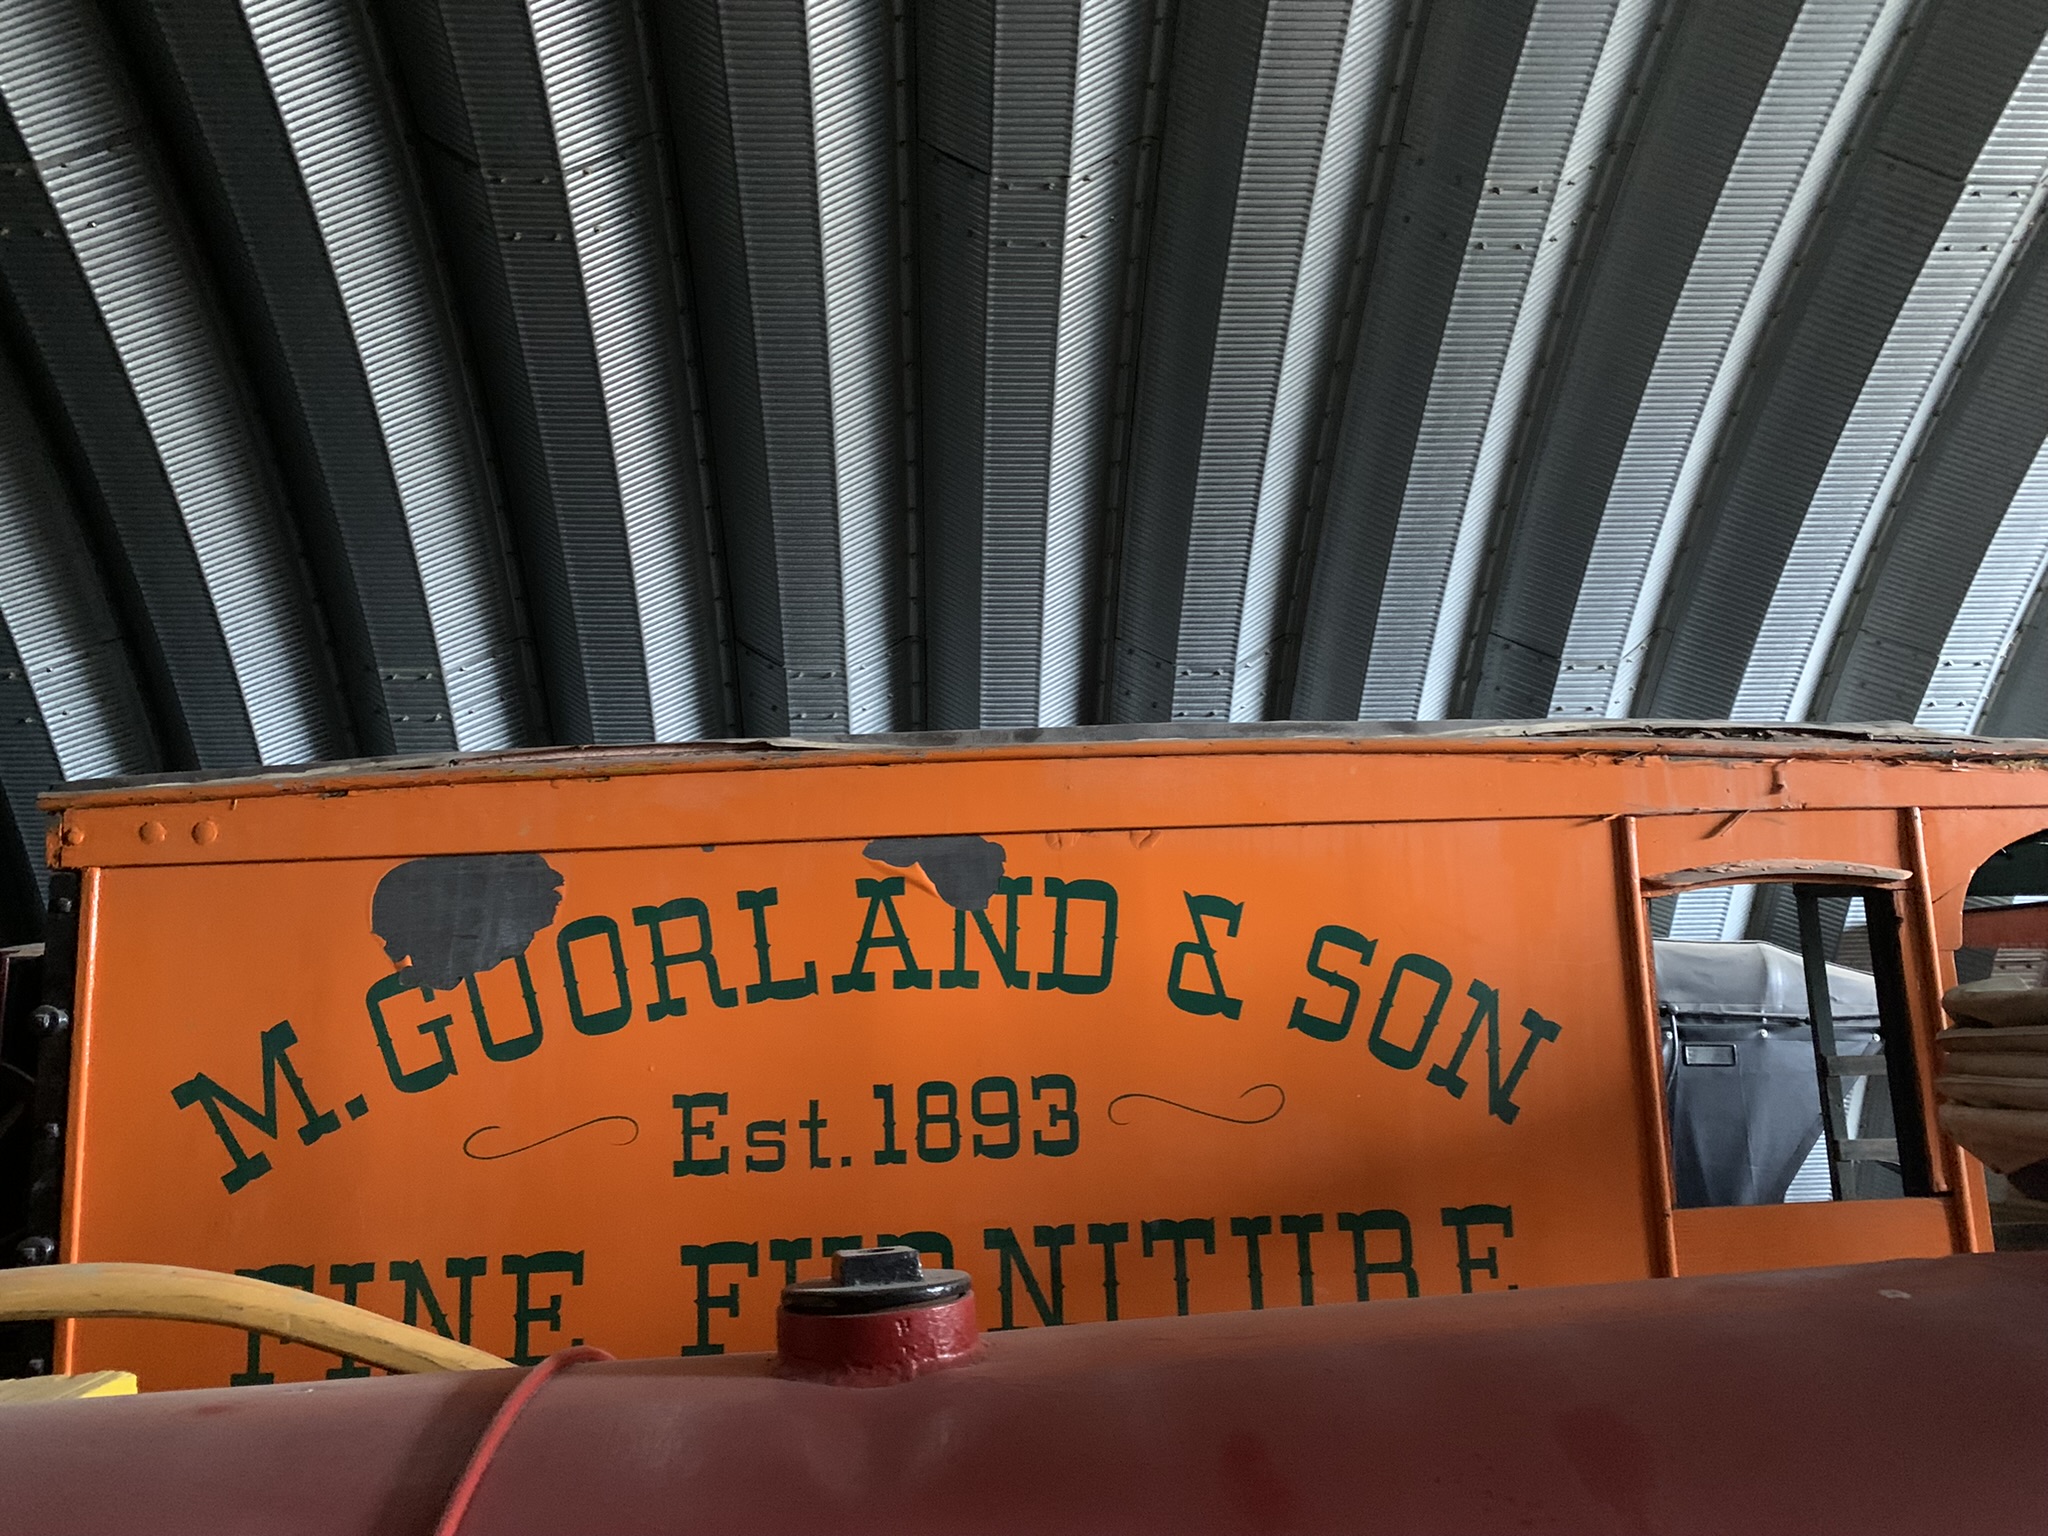 M. GOORLAND & SON
Est. 1893
FINE FURNITURE